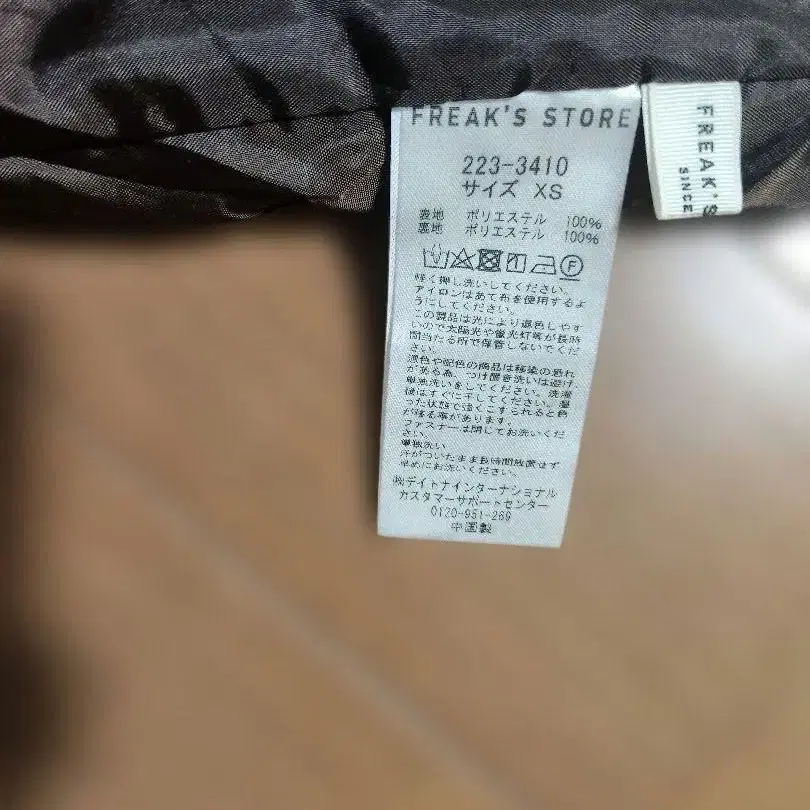 FREAK'S STORE
223-3410
サイズ XS
表地 ポリエステル 100%
裏地 ポリエステル 100%
軽く押し洗いしてください。
アイロンはあて布を使用するよ
うにしてください。
この製品は光により退色しやす
いので太陽光や蛍光灯等が長時
間当たる所で保管しないでくだ
さい。
濃色や配色の商品は移染の恐れ
がある為、つけ置き洗いは避け、
単独洗いをしてください。洗濯
後はすぐに干してください。湿
った状態で強くこすられると色
が移る事があります。
ファスナーは閉じてお洗いくだ
さい。
単独洗い
汗がついたまま長時間放置せず
早めにお洗いください。
㈱デイトナインターナショナル
カスタマーサポートセンター
0120-951-269
中国製
FREAK'S
SINCE